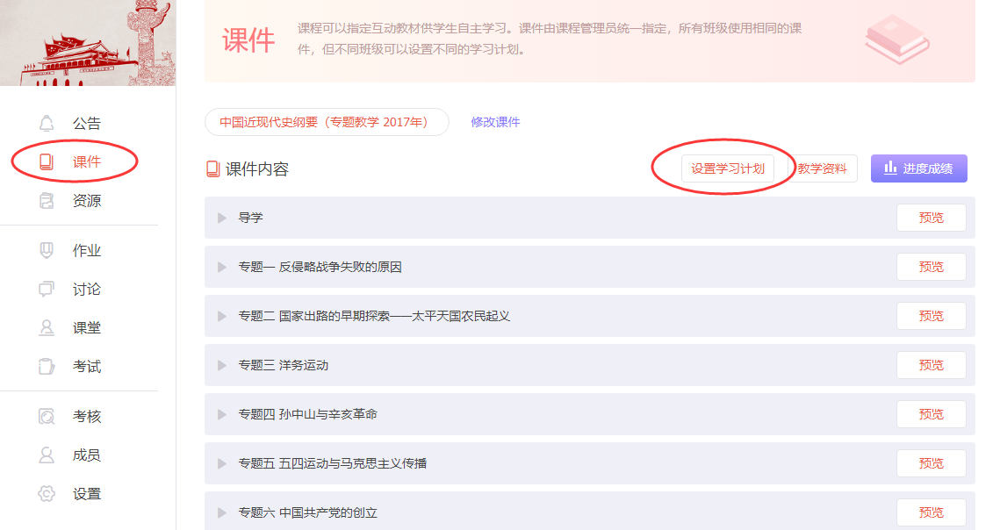 课件
课程可以指定互动教材供学生自主学习。课件由课程管理员统一指定，所有班级使用相同的课
件，但不同班级可以设置不同的学习计划。
公告
课件
资源
作业
讨论
课堂
考试
考核
成员
设置
中国近现代史纲要（专题教学 2017年） 修改课件
课件内容 设置学习计划 教学资料 进度成绩
导学 预览
专题一 反侵略战争失败的原因 预览
专题二 国家出路的早期探索——太平天国农民起义 预览
专题三 洋务运动 预览
专题四 孙中山与辛亥革命 预览
专题五 五四运动与马克思主义传播 预览
专题六 中国共产党的创立 预览